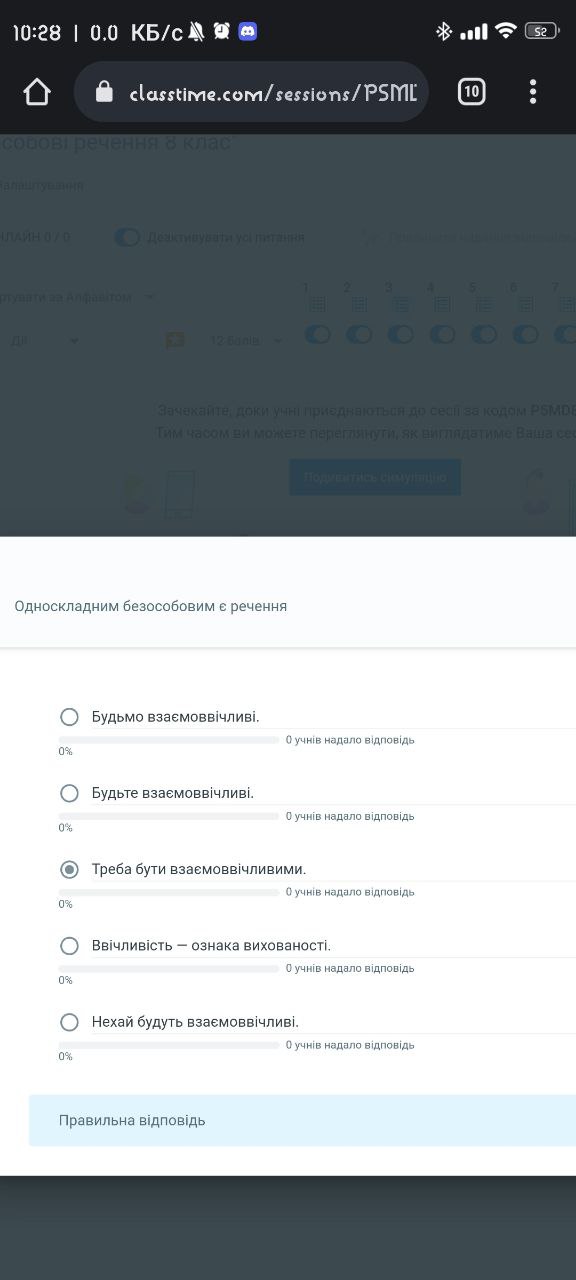 10:28 | 0.0 КБ/с
52
classtime.com/sessions/P5MD
10
собові речення 8 клас"
Налаштування
НЛАЙН 0 / 0 Деактивувати усі питання
ртувати за Алфавітом
1 2 3 4 5 6 7
Дії 12 балів
Зачекайте, доки учні приєднаються до сесії за кодом P5MD
Тим часом ви можете переглянути, як виглядатиме Ваша сес
Подивитись симуляцію
Односкладним безособовим є речення
Будьмо взаємоввічливі.
0 учнів надало відповідь
0%
Будьте взаємоввічливі.
0 учнів надало відповідь
0%
Треба бути взаємоввічливими.
0 учнів надало відповідь
0%
Ввічливість — ознака вихованості.
0 учнів надало відповідь
0%
Нехай будуть взаємоввічливі.
0 учнів надало відповідь
0%
Правильна відповідь